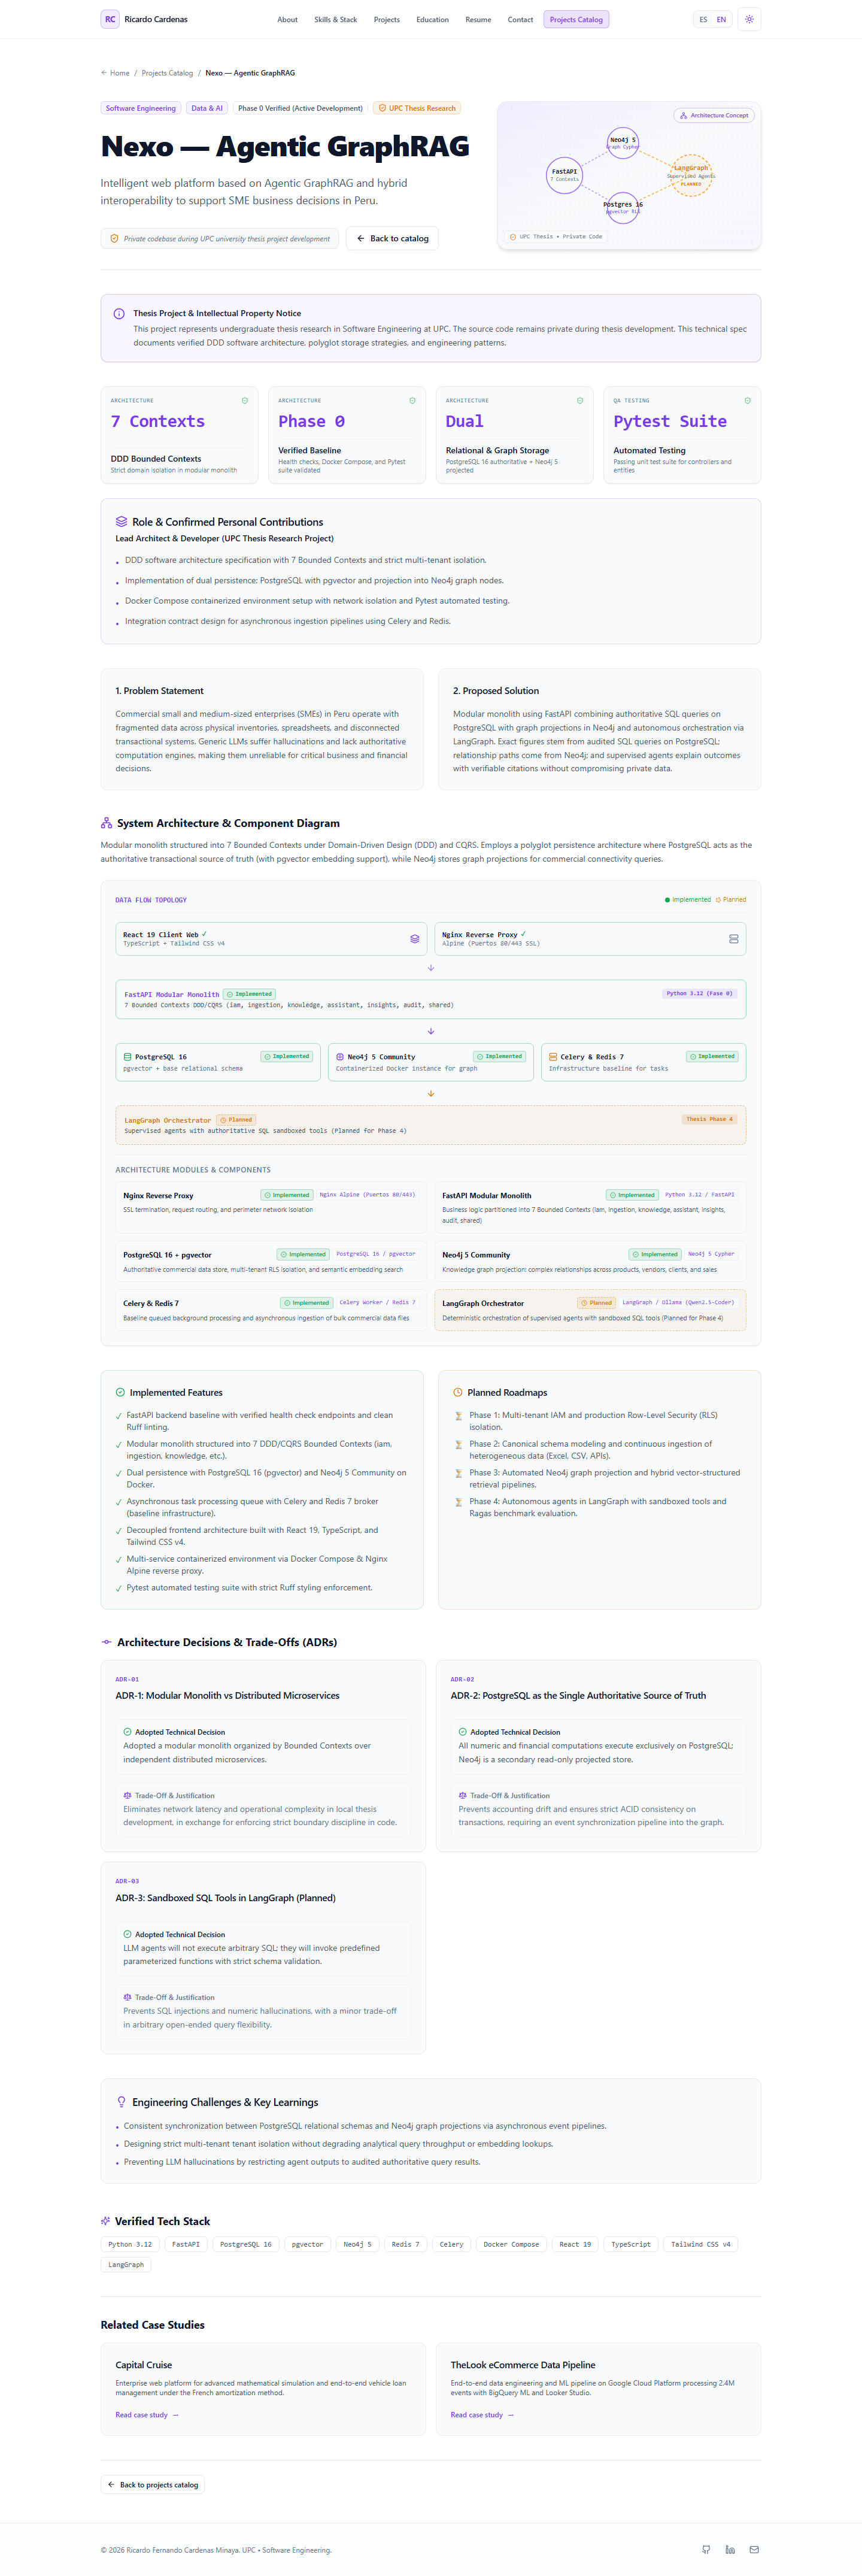 RC Ricardo Cardenas
About Skills & Stack Projects Education Resume Contact Projects Catalog
ES EN
← Home / Projects Catalog / Nexo — Agentic GraphRAG
Software Engineering Data & AI Phase 0 Verified (Active Development) UPC Thesis Research
Nexo — Agentic GraphRAG
Intelligent web platform based on Agentic GraphRAG and hybrid
interoperability to support SME business decisions in Peru.
Private codebase during UPC university thesis project development
← Back to catalog
Architecture Concept
Neo4j 5
Graph Cypher
FastAPI
7 Contexts
LangGraph
Supervised Agents
PLANNED
Postgres 16
pgvector RLS
UPC Thesis • Private Code
Thesis Project & Intellectual Property Notice
This project represents undergraduate thesis research in Software Engineering at UPC. The source code remains private during thesis development. This technical spec
documents verified DDD software architecture, polyglot storage strategies, and engineering patterns.
ARCHITECTURE
7 Contexts
DDD Bounded Contexts
Strict domain isolation in modular monolith
ARCHITECTURE
Phase 0
Verified Baseline
Health checks, Docker Compose, and Pytest
suite validated
ARCHITECTURE
Dual
Relational & Graph Storage
PostgreSQL 16 authoritative + Neo4j 5
projected
QA TESTING
Pytest Suite
Automated Testing
Passing unit test suite for controllers and
entities
Role & Confirmed Personal Contributions
Lead Architect & Developer (UPC Thesis Research Project)
• DDD software architecture specification with 7 Bounded Contexts and strict multi-tenant isolation.
• Implementation of dual persistence: PostgreSQL with pgvector and projection into Neo4j graph nodes.
• Docker Compose containerized environment setup with network isolation and Pytest automated testing.
• Integration contract design for asynchronous ingestion pipelines using Celery and Redis.
1. Problem Statement
Commercial small and medium-sized enterprises (SMEs) in Peru operate with
fragmented data across physical inventories, spreadsheets, and disconnected
transactional systems. Generic LLMs suffer hallucinations and lack authoritative
computation engines, making them unreliable for critical business and financial
decisions.
2. Proposed Solution
Modular monolith using FastAPI combining authoritative SQL queries on
PostgreSQL with graph projections in Neo4j and autonomous orchestration via
LangGraph. Exact figures stem from audited SQL queries on PostgreSQL;
relationship paths come from Neo4j; and supervised agents explain outcomes
with verifiable citations without compromising private data.
System Architecture & Component Diagram
Modular monolith structured into 7 Bounded Contexts under Domain-Driven Design (DDD) and CQRS. Employs a polyglot persistence architecture where PostgreSQL acts as the
authoritative transactional source of truth (with pgvector embedding support), while Neo4j stores graph projections for commercial connectivity queries.
DATA FLOW TOPOLOGY
Implemented Planned
React 19 Client Web ✓
TypeScript + Tailwind CSS v4
Nginx Reverse Proxy ✓
Alpine (Puertos 80/443 SSL)
↓
FastAPI Modular Monolith Implemented
Python 3.12 (Fase 0)
7 Bounded Contexts DDD/CQRS (iam, ingestion, knowledge, assistant, insights, audit, shared)
↓
PostgreSQL 16 Implemented
pgvector + base relational schema
Neo4j 5 Community Implemented
Containerized Docker instance for graph
Celery & Redis 7 Implemented
Infrastructure baseline for tasks
↓
LangGraph Orchestrator Planned
Thesis Phase 4
Supervised agents with authoritative SQL sandboxed tools (Planned for Phase 4)
ARCHITECTURE MODULES & COMPONENTS
Nginx Reverse Proxy Implemented Nginx Alpine (Puertos 80/443)
SSL termination, request routing, and perimeter network isolation
FastAPI Modular Monolith Implemented Python 3.12 / FastAPI
Business logic partitioned into 7 Bounded Contexts (iam, ingestion, knowledge, assistant, insights,
audit, shared)
PostgreSQL 16 + pgvector Implemented PostgreSQL 16 / pgvector
Authoritative commercial data store, multi-tenant RLS isolation, and semantic embedding search
Neo4j 5 Community Implemented Neo4j 5 Cypher
Knowledge graph projection: complex relationships across products, vendors, clients, and sales
Celery & Redis 7 Implemented Celery Worker / Redis 7
Baseline queued background processing and asynchronous ingestion of bulk commercial data files
LangGraph Orchestrator Planned LangGraph / Ollama (Qwen2.5-Coder)
Deterministic orchestration of supervised agents with sandboxed SQL tools (Planned for Phase 4)
Implemented Features
✓ FastAPI backend baseline with verified health check endpoints and clean
Ruff linting.
✓ Modular monolith structured into 7 DDD/CQRS Bounded Contexts (iam,
ingestion, knowledge, etc.).
✓ Dual persistence with PostgreSQL 16 (pgvector) and Neo4j 5 Community on
Docker.
✓ Asynchronous task processing queue with Celery and Redis 7 broker
(baseline infrastructure).
✓ Decoupled frontend architecture built with React 19, TypeScript, and
Tailwind CSS v4.
✓ Multi-service containerized environment via Docker Compose & Nginx
Alpine reverse proxy.
✓ Pytest automated testing suite with strict Ruff styling enforcement.
Planned Roadmaps
⏳ Phase 1: Multi-tenant IAM and production Row-Level Security (RLS)
isolation.
⏳ Phase 2: Canonical schema modeling and continuous ingestion of
heterogeneous data (Excel, CSV, APIs).
⏳ Phase 3: Automated Neo4j graph projection and hybrid vector-structured
retrieval pipelines.
⏳ Phase 4: Autonomous agents in LangGraph with sandboxed tools and
Ragas benchmark evaluation.
Architecture Decisions & Trade-Offs (ADRs)
ADR-01
ADR-1: Modular Monolith vs Distributed Microservices
Adopted Technical Decision
Adopted a modular monolith organized by Bounded Contexts over
independent distributed microservices.
Trade-Off & Justification
Eliminates network latency and operational complexity in local thesis
development, in exchange for enforcing strict boundary discipline in code.
ADR-02
ADR-2: PostgreSQL as the Single Authoritative Source of Truth
Adopted Technical Decision
All numeric and financial computations execute exclusively on PostgreSQL;
Neo4j is a secondary read-only projected store.
Trade-Off & Justification
Prevents accounting drift and ensures strict ACID consistency on
transactions, requiring an event synchronization pipeline into the graph.
ADR-03
ADR-3: Sandboxed SQL Tools in LangGraph (Planned)
Adopted Technical Decision
LLM agents will not execute arbitrary SQL; they will invoke predefined
parameterized functions with strict schema validation.
Trade-Off & Justification
Prevents SQL injections and numeric hallucinations, with a minor trade-off
in arbitrary open-ended query flexibility.
Engineering Challenges & Key Learnings
• Consistent synchronization between PostgreSQL relational schemas and Neo4j graph projections via asynchronous event pipelines.
• Designing strict multi-tenant tenant isolation without degrading analytical query throughput or embedding lookups.
• Preventing LLM hallucinations by restricting agent outputs to audited authoritative query results.
Verified Tech Stack
Python 3.12 FastAPI PostgreSQL 16 pgvector Neo4j 5 Redis 7 Celery Docker Compose React 19 TypeScript Tailwind CSS v4
LangGraph
Related Case Studies
Capital Cruise
Enterprise web platform for advanced mathematical simulation and end-to-end vehicle loan
management under the French amortization method.
Read case study →
TheLook eCommerce Data Pipeline
End-to-end data engineering and ML pipeline on Google Cloud Platform processing 2.4M
events with BigQuery ML and Looker Studio.
Read case study →
← Back to projects catalog
© 2026 Ricardo Fernando Cardenas Minaya. UPC • Software Engineering.